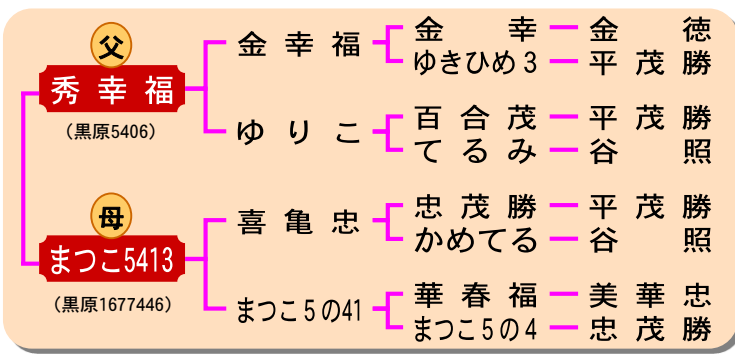 父
秀幸福
(黒原5406)
金幸福
金幸 金徳
ゆきひめ3 平茂勝
ゆりこ
百合茂 平茂勝
てるみ 谷照
母
まつこ5413
(黒原1677446)
喜亀忠
忠茂勝 平茂勝
かめてる 谷照
まつこ5の41
華春福 美華忠
まつこ5の4 忠茂勝